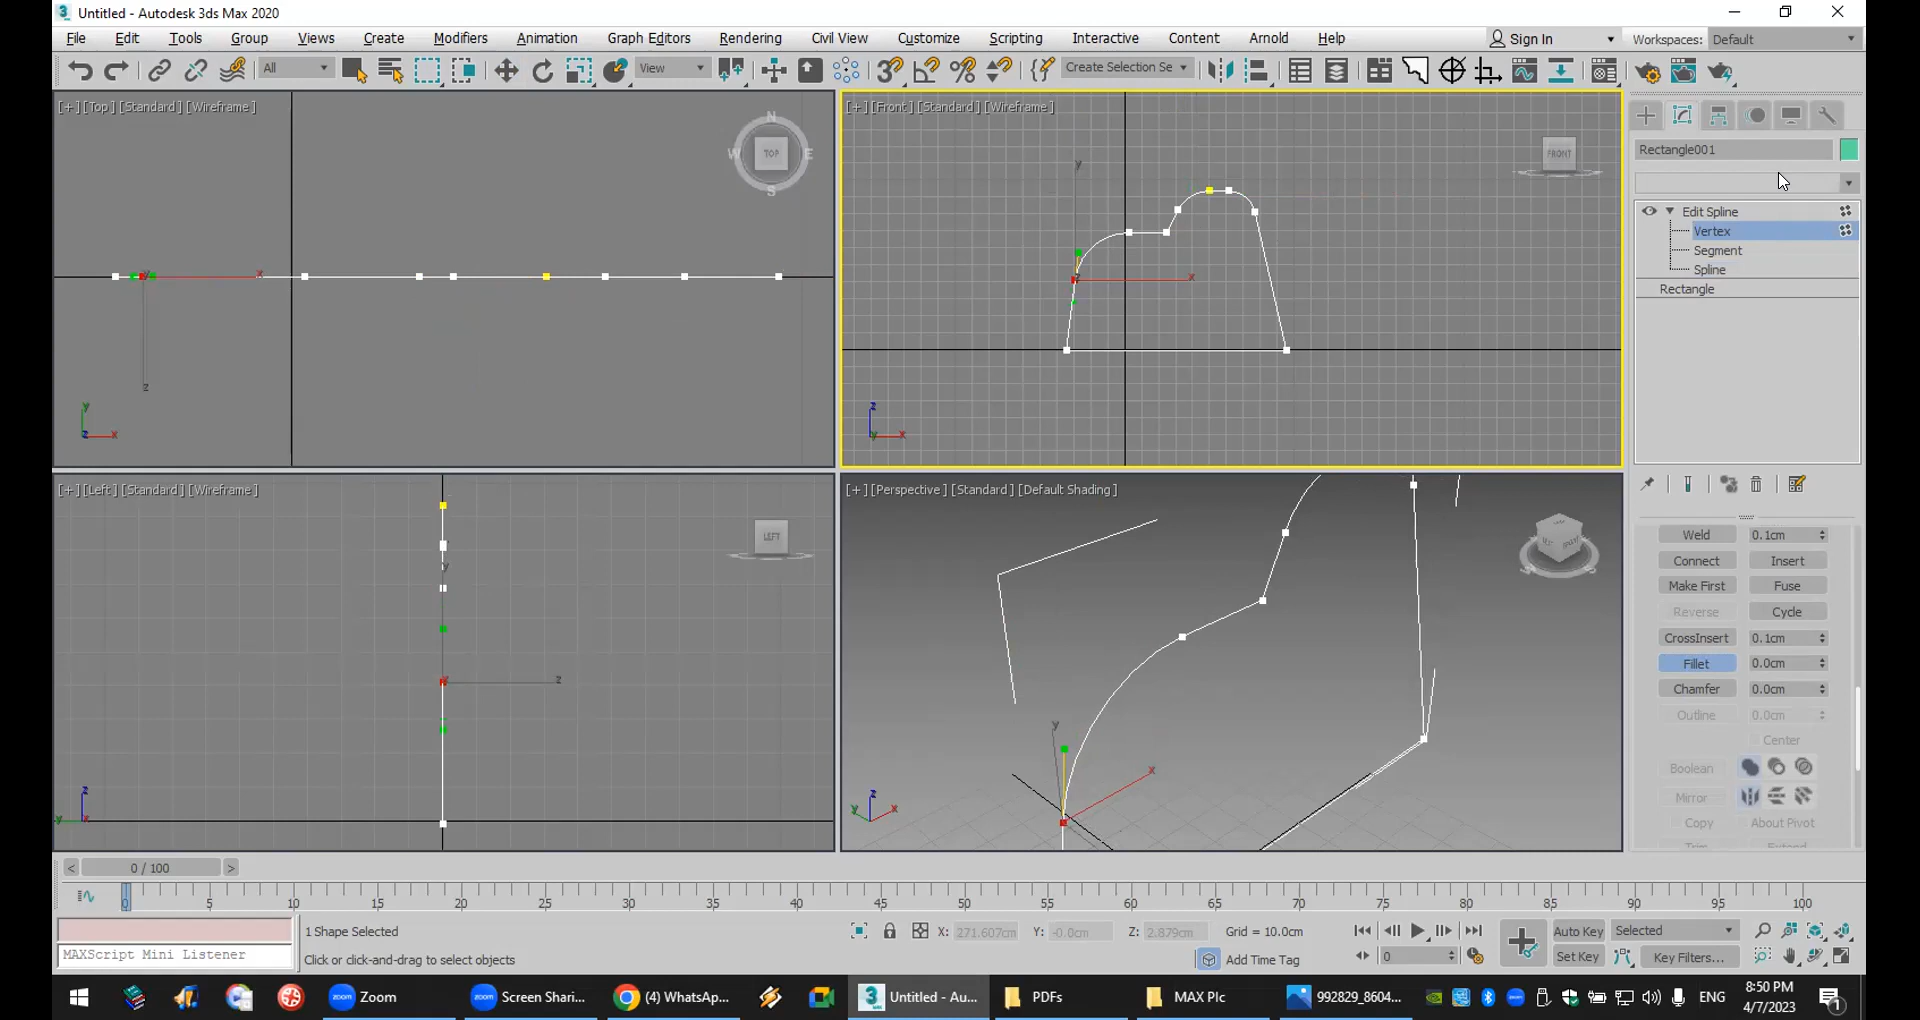 Untitled - Autodesk 3ds Max 2020
File Edit Tools Group Views Create Modifiers Animation Graph Editors Rendering Civil View Customize Scripting Interactive Content Arnold Help Sign In Workspaces: Default
All View Create Selection Se
[+] [Top] [Standard] [Wireframe]
N
W TOP E
S
y x z
y z x
[+] [Front] [Standard] [Wireframe]
FRONT
y x
z y x
Rectangle001
Edit Spline
Vertex
Segment
Spline
Rectangle
[+] [Left] [Standard] [Wireframe]
LEFT
y z
z y x
[+] [Perspective] [Standard] [Default Shading]
y x
z y x
Weld 0.1cm
Connect Insert
Make First Fuse
Reverse Cycle
CrossInsert 0.1cm
Fillet 0.0cm
Chamfer 0.0cm
Outline 0.0cm
Center
Boolean
Mirror
Copy About Pivot
Trim Extend
< 0 / 100 >
0 5 10 15 20 25 30 35 40 45 50 55 60 65 70 75 80 85 90 95 100
1 Shape Selected X: 271.607cm Y: -0.0cm Z: 2.879cm Grid = 10.0cm Auto Key Selected
MAXScript Mini Listener Click or click-and-drag to select objects Add Time Tag 0 Set Key Key Filters...
Zoom Screen Shari... (4) WhatsAp... Untitled - Au... PDFs MAX PIc 992829_8604... ENG 8:50 PM
4/7/2023